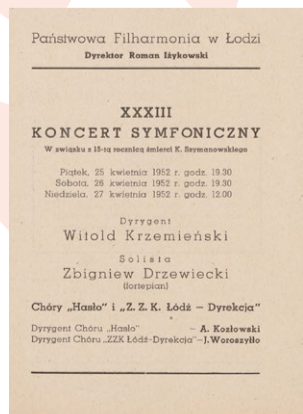 Państwowa Filharmonia w Łodzi
Dyrektor Roman Iżykowski
XXXIII
KONCERT SYMFONICZNY
W związku z 15-tą rocznicą śmierci K. Szymanowskiego
Piątek, 25 kwietnia 1952 r. godz. 19.30
Sobota, 26 kwietnia 1952 r. godz. 19.30
Niedziela, 27 kwietnia 1952 r. godz. 12.00
Dyrygent
Witold Krzemieński
Solista
Zbigniew Drzewiecki
(fortepian)
Chóry „Hasło" i „Z. Z. K. Łódź – Dyrekcja"
Dyrygent Chóru „Hasło" – A. Kozłowski
Dyrygent Chóru „ZZK Łódź-Dyrekcja" – J. Woroszyłło